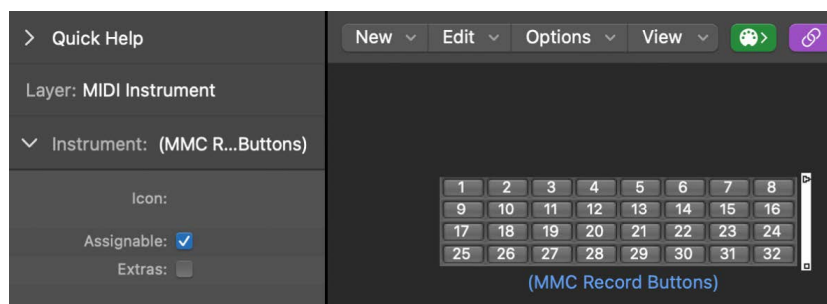 Quick Help
Layer: MIDI Instrument
Instrument: (MMC R...Buttons)
Icon:
Assignable:
Extras:
New Edit Options View
1 2 3 4 5 6 7 8
9 10 11 12 13 14 15 16
17 18 19 20 21 22 23 24
25 26 27 28 29 30 31 32
(MMC Record Buttons)